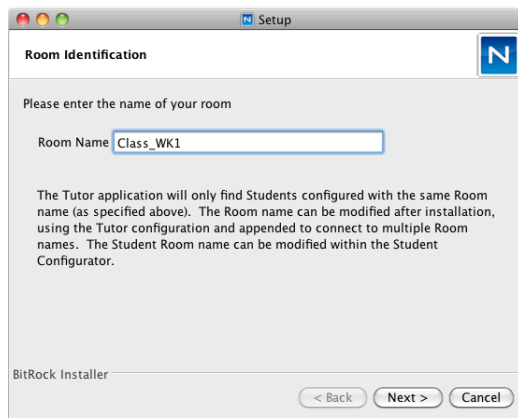 Setup
Room Identification
N
Please enter the name of your room
Room Name Class_WK1
The Tutor application will only find Students configured with the same Room
name (as specified above).  The Room name can be modified after installation,
using the Tutor configuration and appended to connect to multiple Room
names.  The Student Room name can be modified within the Student
Configurator.
BitRock Installer
< Back Next > Cancel